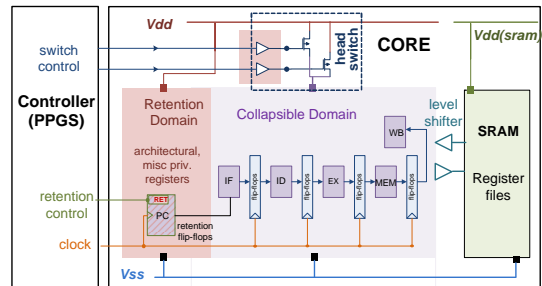 Vdd
CORE
Vdd(sram)
switch
control
head
switch
Controller
(PPGS)
Retention
Domain
Collapsible Domain
level
shifter
SRAM
architectural,
misc priv.
registers
WB
IF
flip-flops
ID
flip-flops
EX
flip-flops
MEM
flip-flops
Register
files
RET
PC
retention
control
retention
flip-flops
clock
Vss